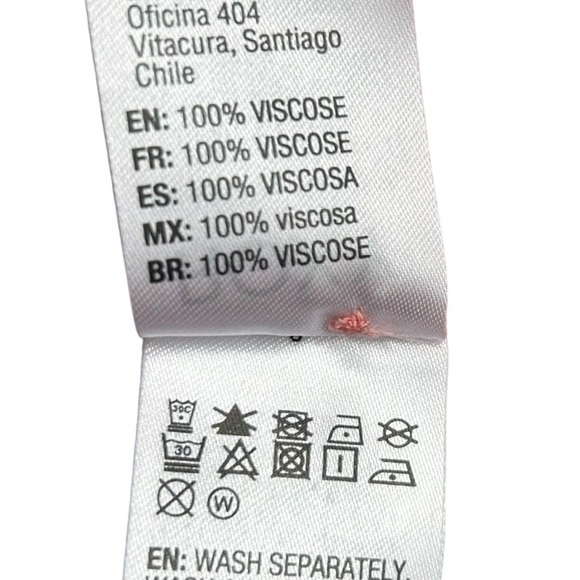 Oficina 404
Vitacura, Santiago
Chile
EN: 100% VISCOSE
FR: 100% VISCOSE
ES: 100% VISCOSA
MX: 100% viscosa
BR: 100% VISCOSE
30C
30
W
EN: WASH SEPARATELY.